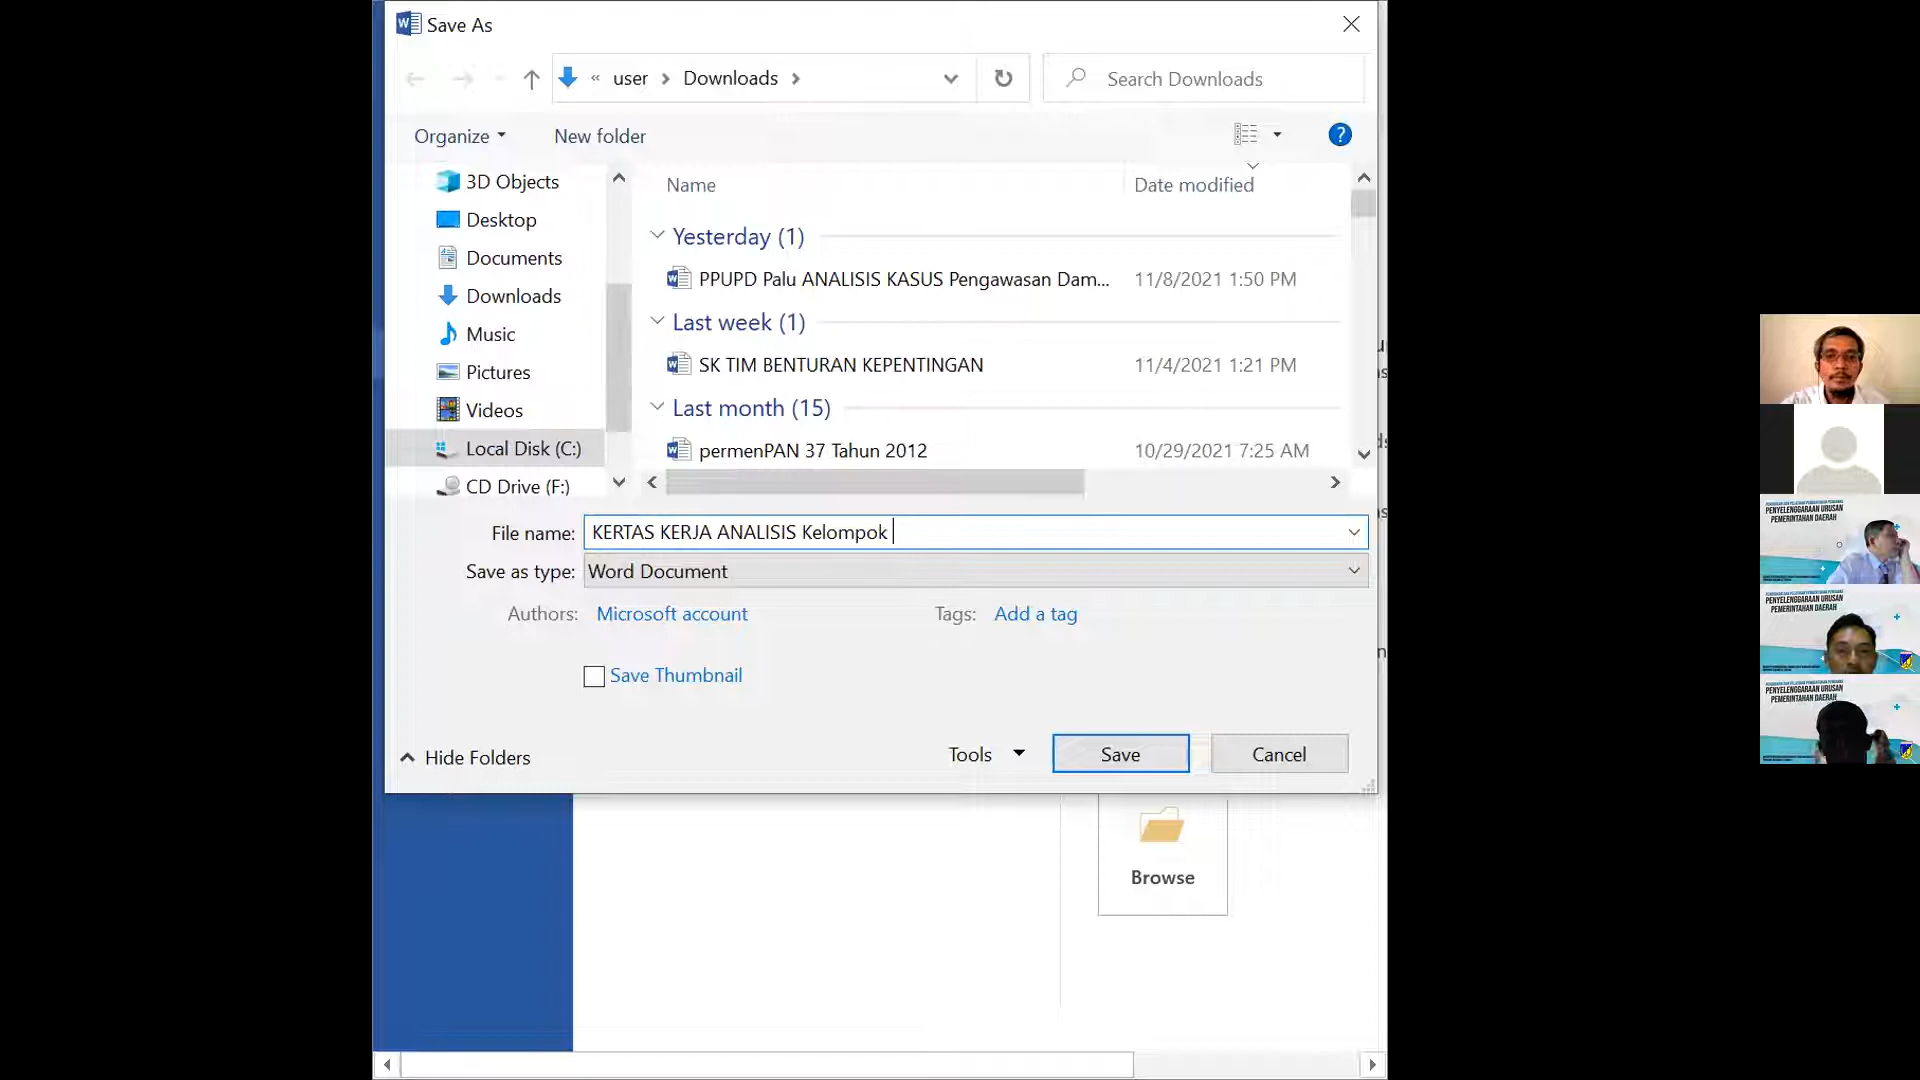 Save As
« user > Downloads >
Search Downloads
Organize
New folder
?
3D Objects
Desktop
Documents
Downloads
Music
Pictures
Videos
Local Disk (C:)
CD Drive (F:)
Name
Date modified
Yesterday (1)
PPUPD Palu ANALISIS KASUS Pengawasan Dam... 11/8/2021 1:50 PM
Last week (1)
SK TIM BENTURAN KEPENTINGAN 11/4/2021 1:21 PM
Last month (15)
permenPAN 37 Tahun 2012 10/29/2021 7:25 AM
File name: KERTAS KERJA ANALISIS Kelompok
Save as type: Word Document
Authors: Microsoft account
Tags: Add a tag
Save Thumbnail
Hide Folders
Tools
Save
Cancel
Browse
PENYELENGGARAAN URUSAN
PEMERINTAHAN DAERAH
PENYELENGGARAAN URUSAN
PEMERINTAHAN DAERAH
PENYELENGGARAAN URUSAN
PEMERINTAHAN DAERAH